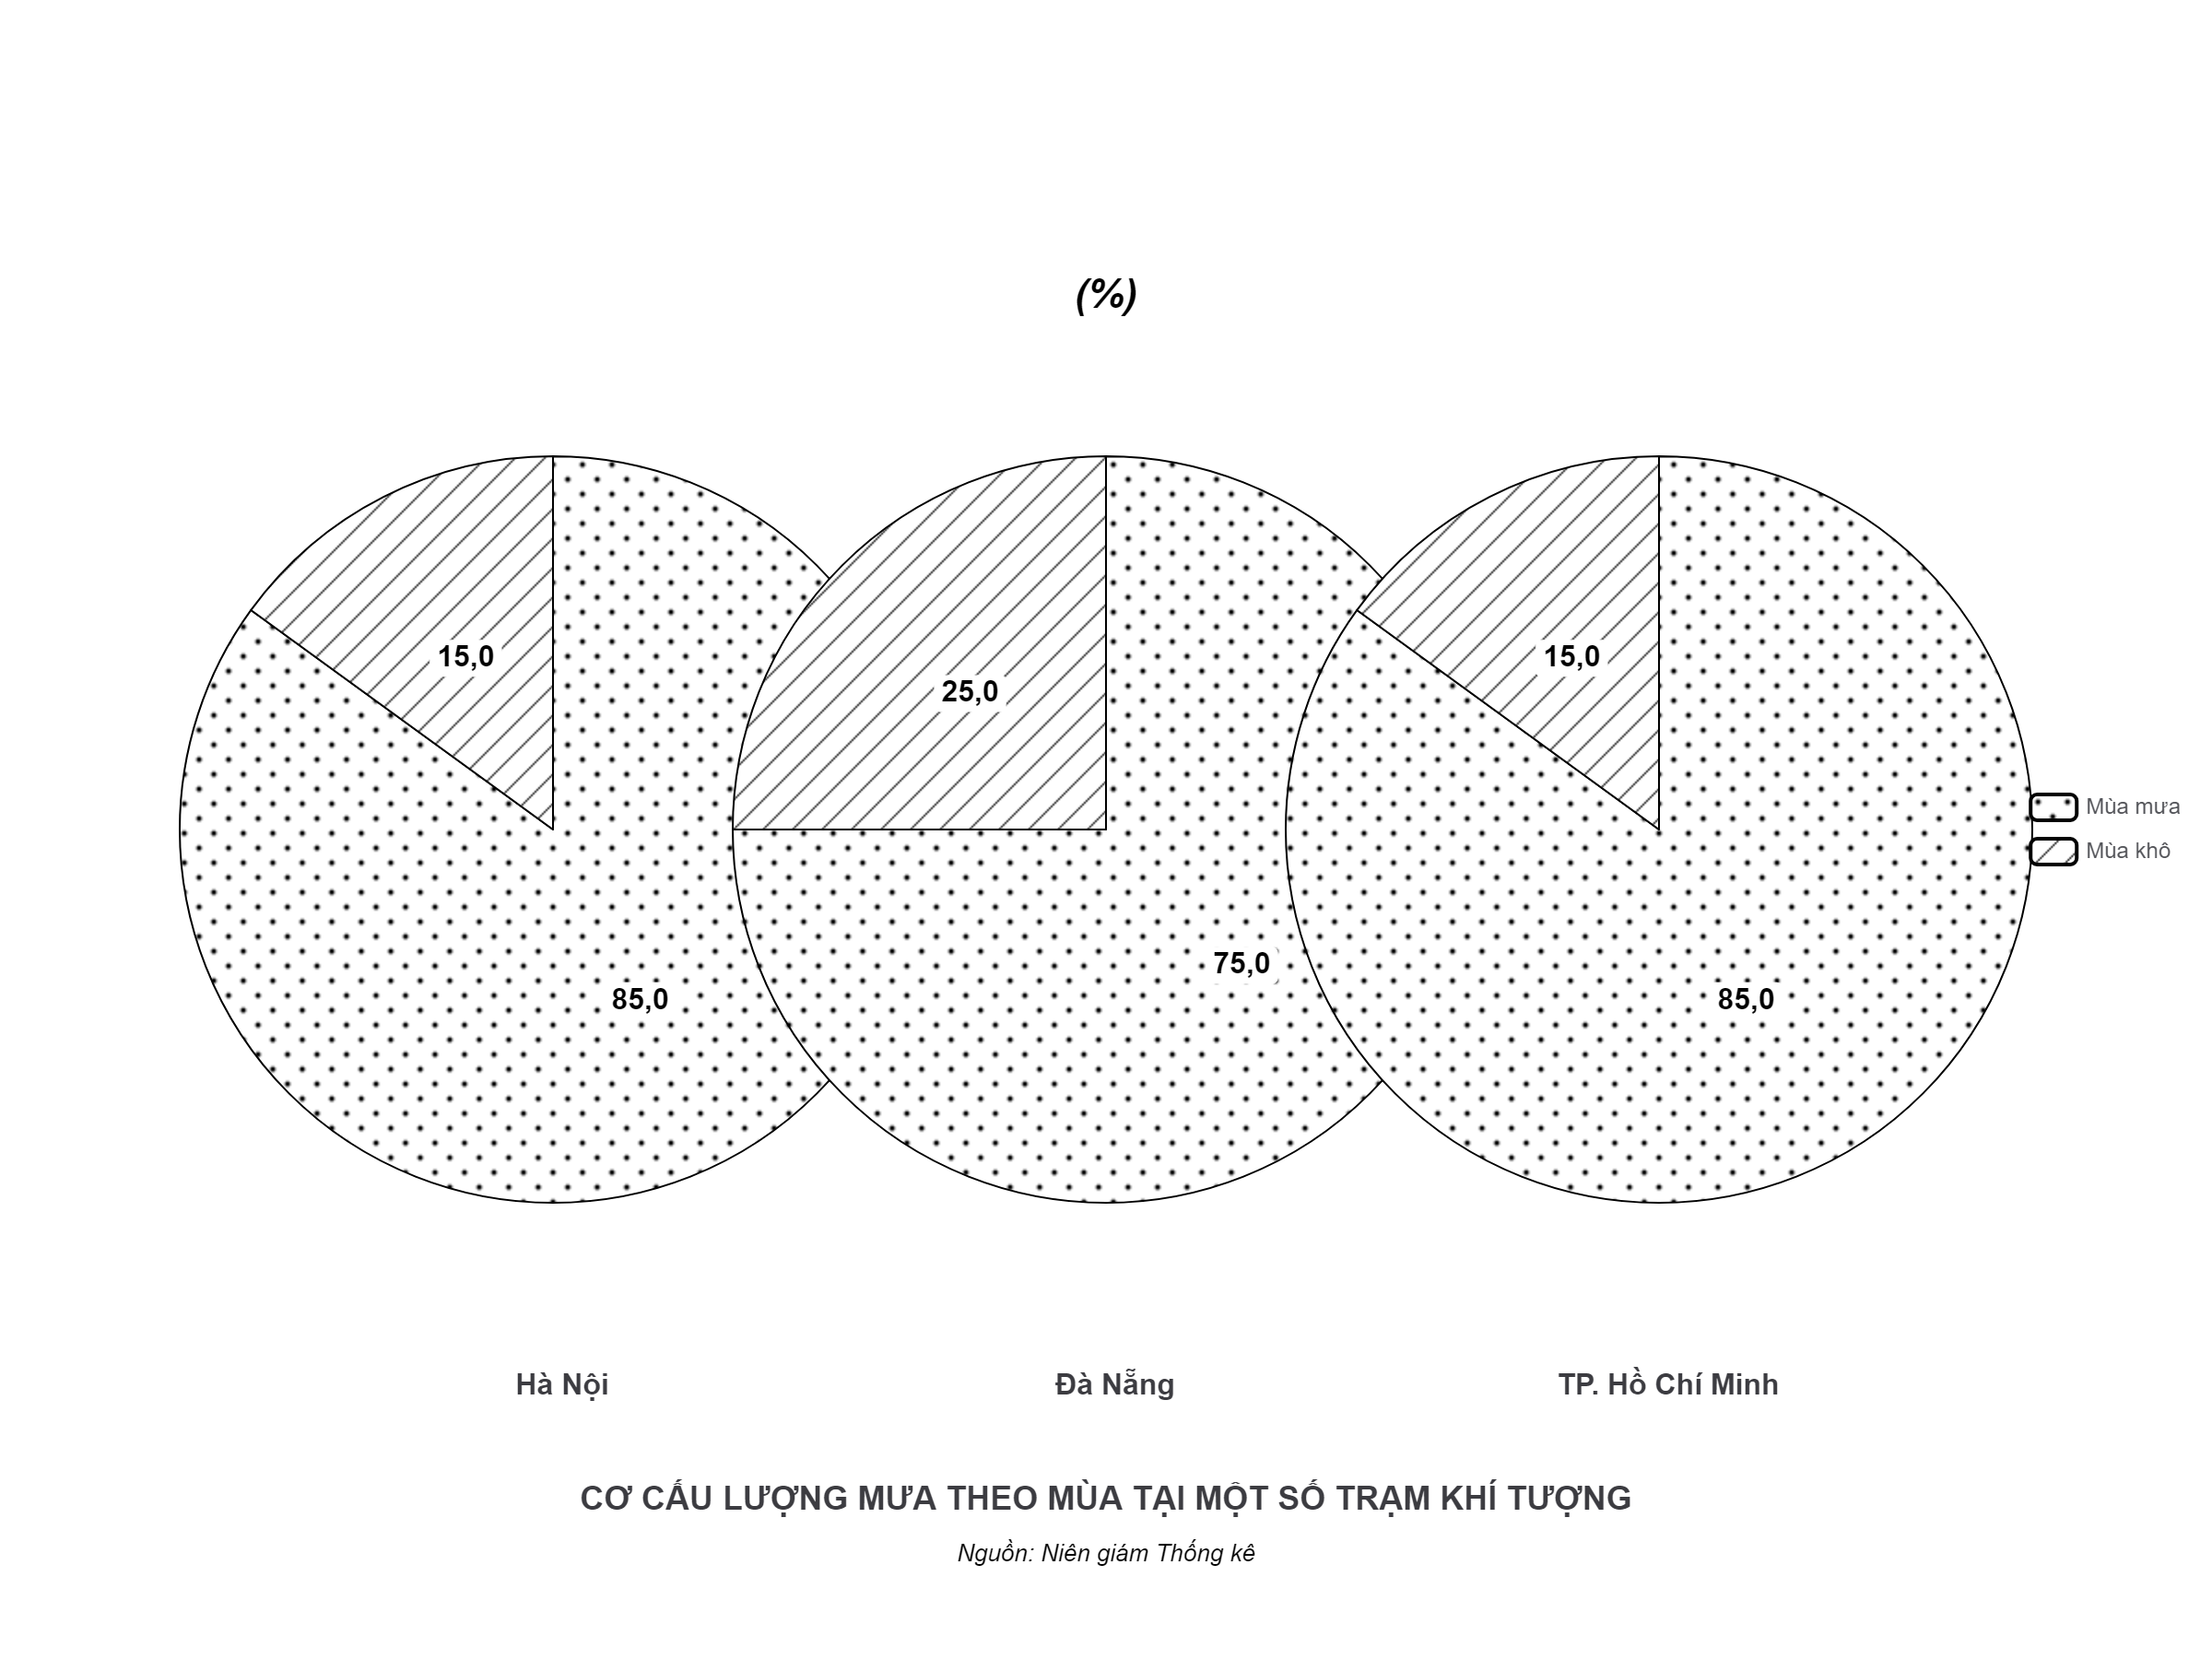 (%)
15,0
25,0
15,0
Mùa mưa
Mùa khô
75,0
85,0
85,0
Hà Nội
Đà Nẵng
TP. Hồ Chí Minh
CƠ CẤU LƯỢNG MƯA THEO MÙA TẠI MỘT SỐ TRẠM KHÍ TƯỢNG
Nguồn: Niên giám Thống kê